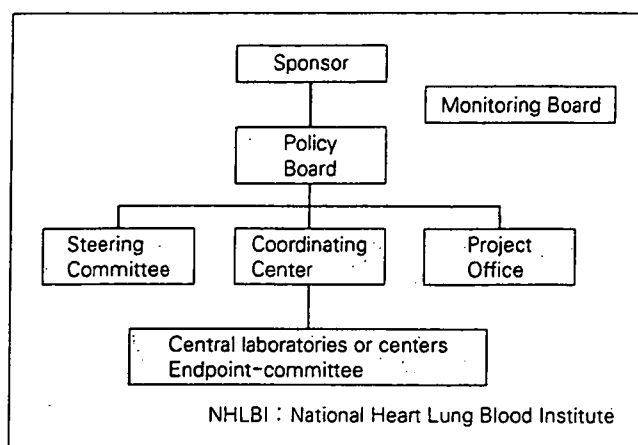 Sponsor
Monitoring Board
Policy
Board
Steering
Committee
Coordinating
Center
Project
Office
Central laboratories or centers
Endpoint-committee
NHLBI : National Heart Lung Blood Institute